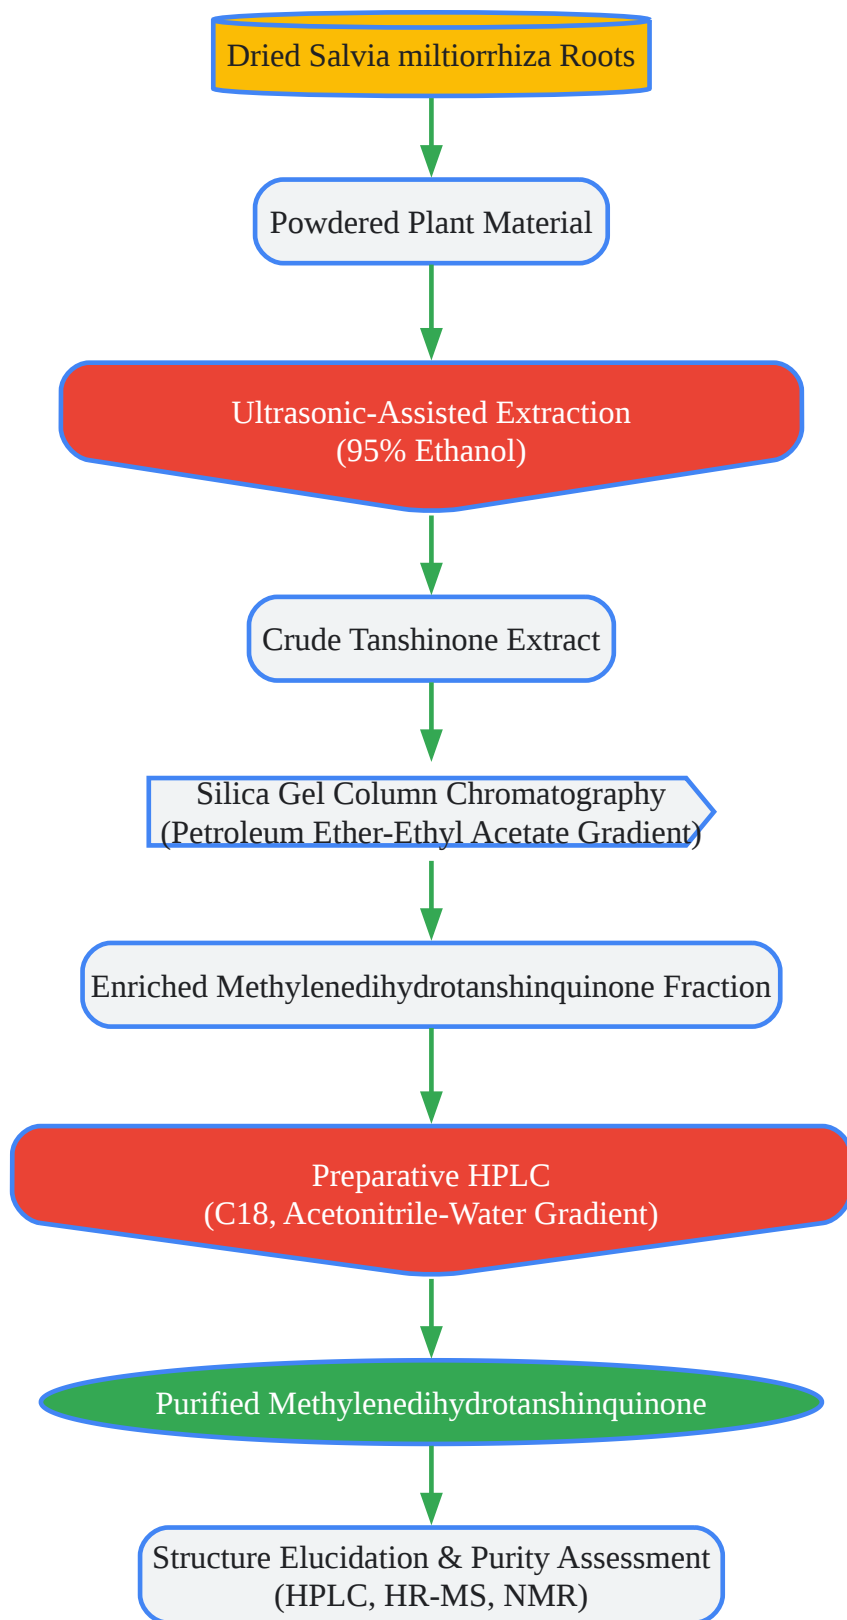 Dried Salvia miltiorrhiza Roots
Powdered Plant Material
Ultrasonic-Assisted Extraction
(95% Ethanol)
Crude Tanshinone Extract
Silica Gel Column Chromatography
(Petroleum Ether-Ethyl Acetate Gradient)
Enriched Methylenedihydrotanshinquinone Fraction
Preparative HPLC
(C18, Acetonitrile-Water Gradient)
Purified Methylenedihydrotanshinquinone
Structure Elucidation & Purity Assessment
(HPLC, HR-MS, NMR)